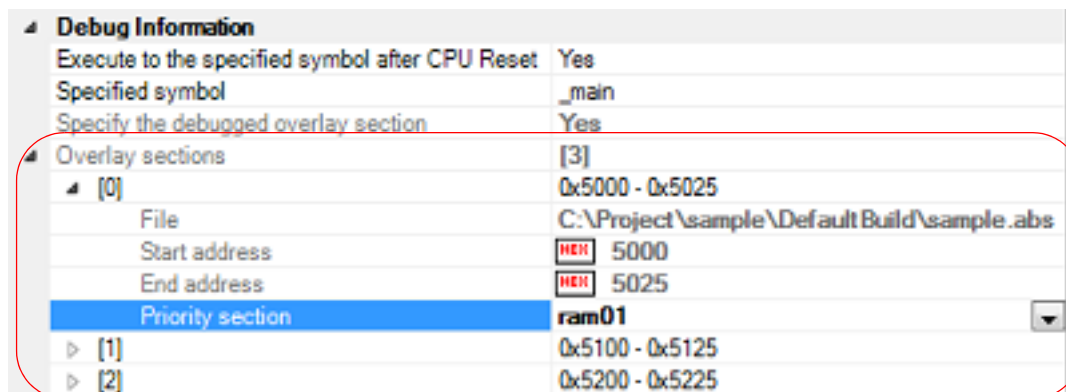 Debug Information
Execute to the specified symbol after CPU Reset Yes
Specified symbol _main
Specify the debugged overlay section Yes
Overlay sections [3]
[0] 0x5000 - 0x5025
File C:\Project\sample\DefaultBuild\sample.abs
Start address HEX 5000
End address HEX 5025
Priority section ram01
[1] 0x5100 - 0x5125
[2] 0x5200 - 0x5225